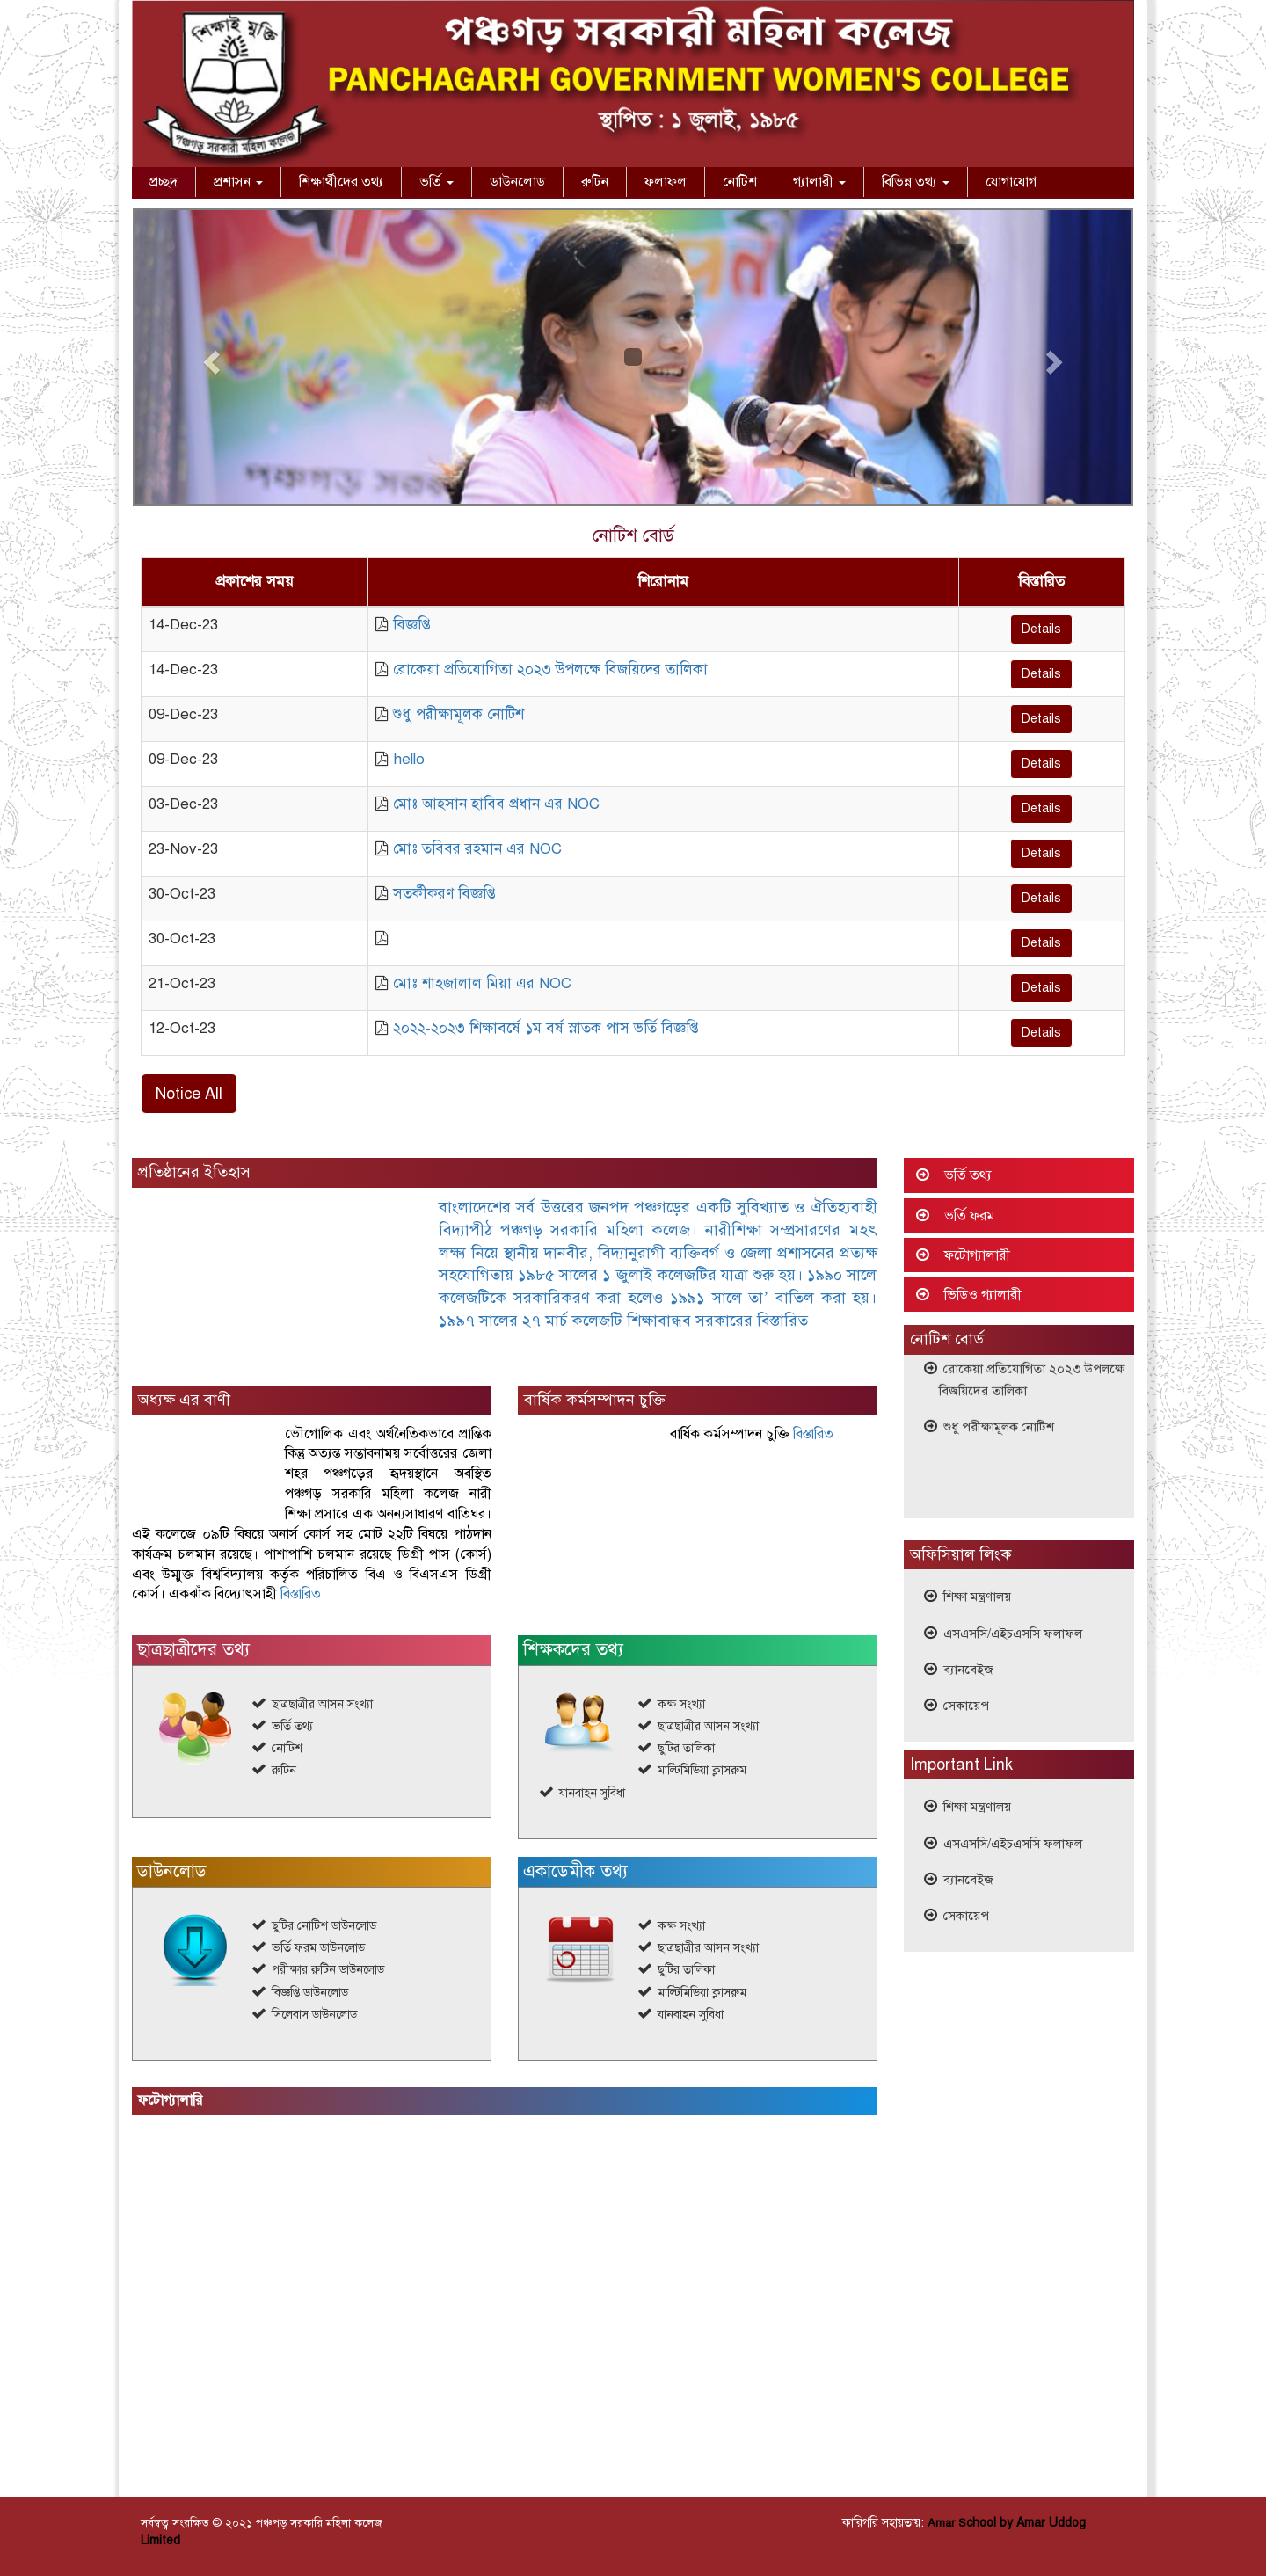 শিক্ষাই মুক্তি
পঞ্চগড় সরকারী মহিলা কলেজ
পঞ্চগড় সরকারী মহিলা কলেজ
PANCHAGARH GOVERNMENT WOMEN'S COLLEGE
স্থাপিত : ১ জুলাই, ১৯৮৫
প্রচ্ছদ প্রশাসন শিক্ষার্থীদের তথ্য ভর্তি ডাউনলোড রুটিন ফলাফল নোটিশ গ্যালারী বিভিন্ন তথ্য যোগাযোগ
পঞ্চগড় সরকা
নোটিশ বোর্ড
প্রকাশের সময় শিরোনাম বিস্তারিত
14-Dec-23 বিজ্ঞপ্তি Details
14-Dec-23 রোকেয়া প্রতিযোগিতা ২০২৩ উপলক্ষে বিজয়িদের তালিকা Details
09-Dec-23 শুধু পরীক্ষামূলক নোটিশ Details
09-Dec-23 hello Details
03-Dec-23 মোঃ আহসান হাবিব প্রধান এর NOC Details
23-Nov-23 মোঃ তবিবর রহমান এর NOC Details
30-Oct-23 সতর্কীকরণ বিজ্ঞপ্তি Details
30-Oct-23 Details
21-Oct-23 মোঃ শাহজালাল মিয়া এর NOC Details
12-Oct-23 ২০২২-২০২৩ শিক্ষাবর্ষে ১ম বর্ষ স্নাতক পাস ভর্তি বিজ্ঞপ্তি Details
Notice All
প্রতিষ্ঠানের ইতিহাস
বাংলাদেশের সর্ব উত্তরের জনপদ পঞ্চগড়ের একটি সুবিখ্যাত ও ঐতিহ্যবাহী
বিদ্যাপীঠ পঞ্চগড় সরকারি মহিলা কলেজ। নারীশিক্ষা সম্প্রসারণের মহৎ
লক্ষ্য নিয়ে স্থানীয় দানবীর, বিদ্যানুরাগী ব্যক্তিবর্গ ও জেলা প্রশাসনের প্রত্যক্ষ
সহযোগিতায় ১৯৮৫ সালের ১ জুলাই কলেজটির যাত্রা শুরু হয়। ১৯৯০ সালে
কলেজটিকে সরকারিকরণ করা হলেও ১৯৯১ সালে তা’ বাতিল করা হয়।
১৯৯৭ সালের ২৭ মার্চ কলেজটি শিক্ষাবান্ধব সরকারের বিস্তারিত
অধ্যক্ষ এর বাণী
ভৌগোলিক এবং অর্থনৈতিকভাবে প্রান্তিক
কিন্তু অত্যন্ত সম্ভাবনাময় সর্বোত্তরের জেলা
শহর পঞ্চগড়ের হৃদয়স্থানে অবস্থিত
পঞ্চগড় সরকারি মহিলা কলেজ নারী
শিক্ষা প্রসারে এক অনন্যসাধারণ বাতিঘর।
এই কলেজে ০৯টি বিষয়ে অনার্স কোর্স সহ মোট ২২টি বিষয়ে পাঠদান
কার্যক্রম চলমান রয়েছে। পাশাপাশি চলমান রয়েছে ডিগ্রী পাস (কোর্স)
এবং উম্মুক্ত বিশ্ববিদ্যালয় কর্তৃক পরিচালিত বিএ ও বিএসএস ডিগ্রী
কোর্স। একঝাঁক বিদ্যোৎসাহী বিস্তারিত
বার্ষিক কর্মসম্পাদন চুক্তি
বার্ষিক কর্মসম্পাদন চুক্তি বিস্তারিত
ছাত্রছাত্রীদের তথ্য
ছাত্রছাত্রীর আসন সংখ্যা
ভর্তি তথ্য
নোটিশ
রুটিন
শিক্ষকদের তথ্য
কক্ষ সংখ্যা
ছাত্রছাত্রীর আসন সংখ্যা
ছুটির তালিকা
মাল্টিমিডিয়া ক্লাসরুম
যানবাহন সুবিধা
ডাউনলোড
ছুটির নোটিশ ডাউনলোড
ভর্তি ফরম ডাউনলোড
পরীক্ষার রুটিন ডাউনলোড
বিজ্ঞপ্তি ডাউনলোড
সিলেবাস ডাউনলোড
একাডেমীক তথ্য
কক্ষ সংখ্যা
ছাত্রছাত্রীর আসন সংখ্যা
ছুটির তালিকা
মাল্টিমিডিয়া ক্লাসরুম
যানবাহন সুবিধা
ফটোগ্যালারি
ভর্তি তথ্য
ভর্তি ফরম
ফটোগ্যালারী
ভিডিও গ্যালারী
নোটিশ বোর্ড
রোকেয়া প্রতিযোগিতা ২০২৩ উপলক্ষে
বিজয়িদের তালিকা
শুধু পরীক্ষামূলক নোটিশ
অফিসিয়াল লিংক
শিক্ষা মন্ত্রণালয়
এসএসসি/এইচএসসি ফলাফল
ব্যানবেইজ
সেকায়েপ
Important Link
শিক্ষা মন্ত্রণালয়
এসএসসি/এইচএসসি ফলাফল
ব্যানবেইজ
সেকায়েপ
সর্বস্বত্ব সংরক্ষিত © ২০২১ পঞ্চগড় সরকারি মহিলা কলেজ
Limited
কারিগরি সহায়তায়: Amar School by Amar Uddog